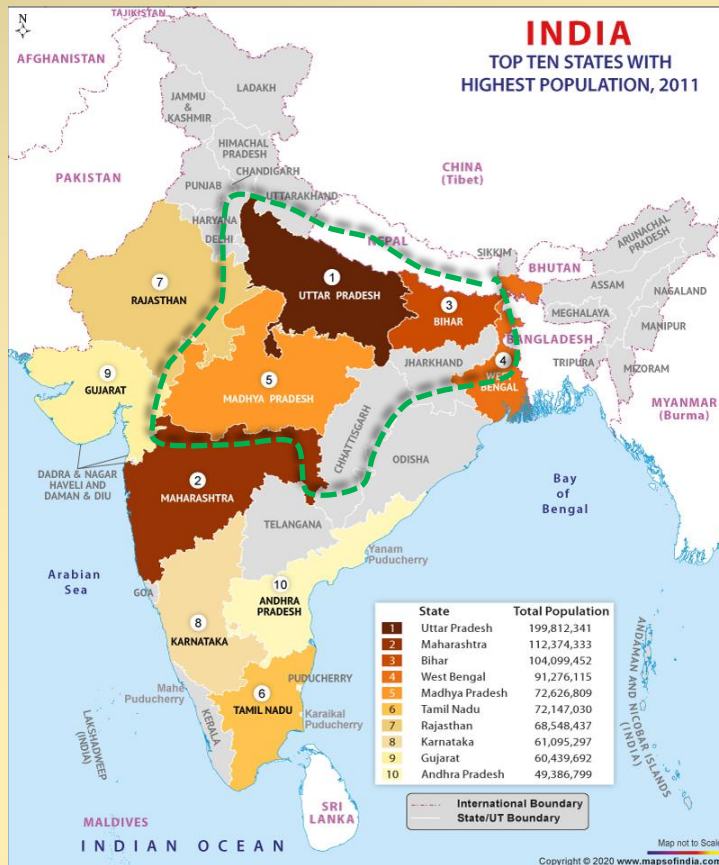 INDIA
TOP TEN STATES WITH
HIGHEST POPULATION, 2011
N
TAJIKISTAN
AFGHANISTAN
LADAKH
JAMMU
&
KASHMIR
HIMACHAL
PRADESH
CHINA
(Tibet)
PAKISTAN
CHANDIGARH
PUNJAB
UTTARAKHAND
HARYANA
DELHI
NEPAL
SIKKIM
ARUNACHAL
PRADESH
BHUTAN
ASSAM
NAGALAND
MEGHALAYA
MANIPUR
BANGLADESH
TRIPURA
MIZORAM
MYANMAR
(Burma)
7
RAJASTHAN
1
UTTAR PRADESH
3
BIHAR
JHARKHAND
4
WEST
BENGAL
9
GUJARAT
5
MADHYA PRADESH
CHHATTISGARH
ODISHA
DADRA & NAGAR
HAVELI AND
DAMAN & DIU
2
MAHARASHTRA
TELANGANA
Bay
of
Bengal
Yanam
Puducherry
Arabian
Sea
GOA
10
ANDHRA
PRADESH
8
KARNATAKA
Mahe
Puducherry
PUDUCHERRY
6
TAMIL NADU
Karaikal
Puducherry
KERALA
LAKSHADWEEP
(INDIA)
ANDAMAN AND NICOBAR ISLANDS
(INDIA)
SRI
LANKA
MALDIVES
INDIAN OCEAN
State Total Population
1 Uttar Pradesh 199,812,341
2 Maharashtra 112,374,333
3 Bihar 104,099,452
4 West Bengal 91,276,115
5 Madhya Pradesh 72,626,809
6 Tamil Nadu 72,147,030
7 Rajasthan 68,548,437
8 Karnataka 61,095,297
9 Gujarat 60,439,692
10 Andhra Pradesh 49,386,799
International Boundary
State/UT Boundary
Map not to Scale
Copyright © 2020 www.mapsofindia.com